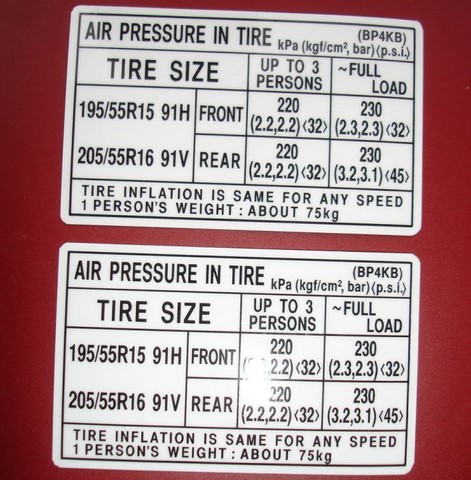 AIR PRESSURE IN TIRE (BP4KB)
kPa (kgf/cm², bar)‹p.s.i.›
TIRE SIZE UP TO 3 PERSONS ~FULL LOAD
195/55R15 91H FRONT 220 230
(2.2,2.2)‹32› (2.3,2.3)‹32›
205/55R16 91V REAR 220 230
(2.2,2.2)‹32› (3.2,3.1)‹45›
TIRE INFLATION IS SAME FOR ANY SPEED
1 PERSON'S WEIGHT : ABOUT 75kg
AIR PRESSURE IN TIRE (BP4KB)
kPa (kgf/cm², bar)‹p.s.i.›
TIRE SIZE UP TO 3 PERSONS ~FULL LOAD
195/55R15 91H FRONT 220 230
2.2)‹32› (2.3,2.3)‹32›
205/55R16 91V REAR 220 230
(2.2,2.2)‹32› (3.2,3.1)‹45›
TIRE INFLATION IS SAME FOR ANY SPEED
1 PERSON'S WEIGHT : ABOUT 75kg